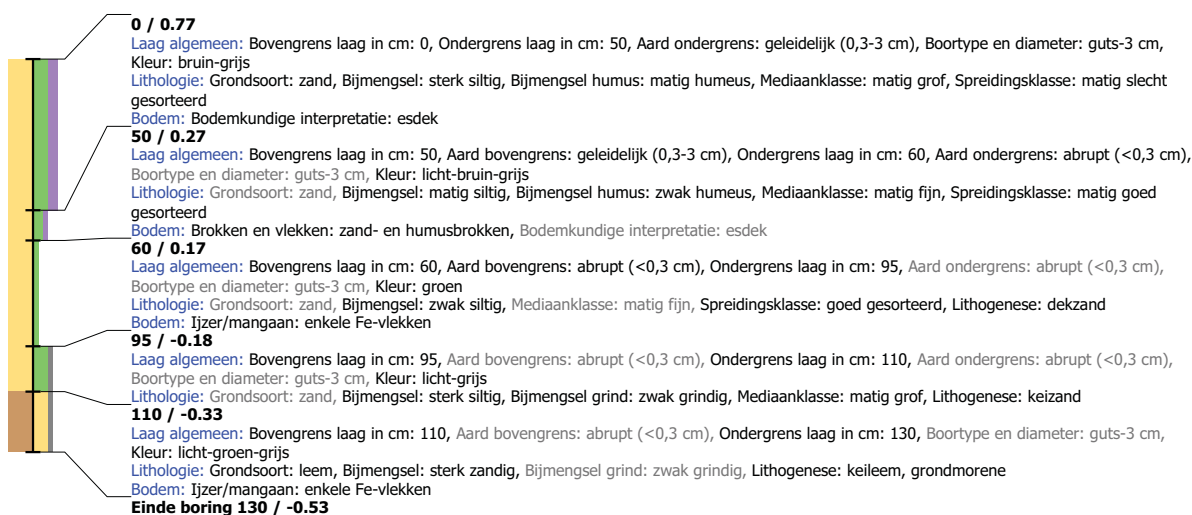 0 / 0.77
Laag algemeen: Bovengrens laag in cm: 0, Ondergrens laag in cm: 50, Aard ondergrens: geleidelijk (0,3-3 cm), Boortype en diameter: guts-3 cm,
Kleur: bruin-grijs
Lithologie: Grondsoort: zand, Bijmengsel: sterk siltig, Bijmengsel humus: matig humeus, Mediaanklasse: matig grof, Spreidingsklasse: matig slecht
gesorteerd
Bodem: Bodemkundige interpretatie: esdek
50 / 0.27
Laag algemeen: Bovengrens laag in cm: 50, Aard bovengrens: geleidelijk (0,3-3 cm), Ondergrens laag in cm: 60, Aard ondergrens: abrupt (<0,3 cm),
Boortype en diameter: guts-3 cm, Kleur: licht-bruin-grijs
Lithologie: Grondsoort: zand, Bijmengsel: matig siltig, Bijmengsel humus: zwak humeus, Mediaanklasse: matig fijn, Spreidingsklasse: matig goed
gesorteerd
Bodem: Brokken en vlekken: zand- en humusbrokken, Bodemkundige interpretatie: esdek
60 / 0.17
Laag algemeen: Bovengrens laag in cm: 60, Aard bovengrens: abrupt (<0,3 cm), Ondergrens laag in cm: 95, Aard ondergrens: abrupt (<0,3 cm),
Boortype en diameter: guts-3 cm, Kleur: groen
Lithologie: Grondsoort: zand, Bijmengsel: zwak siltig, Mediaanklasse: matig fijn, Spreidingsklasse: goed gesorteerd, Lithogenese: dekzand
Bodem: Ijzer/mangaan: enkele Fe-vlekken
95 / -0.18
Laag algemeen: Bovengrens laag in cm: 95, Aard bovengrens: abrupt (<0,3 cm), Ondergrens laag in cm: 110, Aard ondergrens: abrupt (<0,3 cm),
Boortype en diameter: guts-3 cm, Kleur: licht-grijs
Lithologie: Grondsoort: zand, Bijmengsel: sterk siltig, Bijmengsel grind: zwak grindig, Mediaanklasse: matig grof, Lithogenese: keizand
110 / -0.33
Laag algemeen: Bovengrens laag in cm: 110, Aard bovengrens: abrupt (<0,3 cm), Ondergrens laag in cm: 130, Boortype en diameter: guts-3 cm,
Kleur: licht-groen-grijs
Lithologie: Grondsoort: leem, Bijmengsel: sterk zandig, Bijmengsel grind: zwak grindig, Lithogenese: keileem, grondmorene
Bodem: Ijzer/mangaan: enkele Fe-vlekken
Einde boring 130 / -0.53